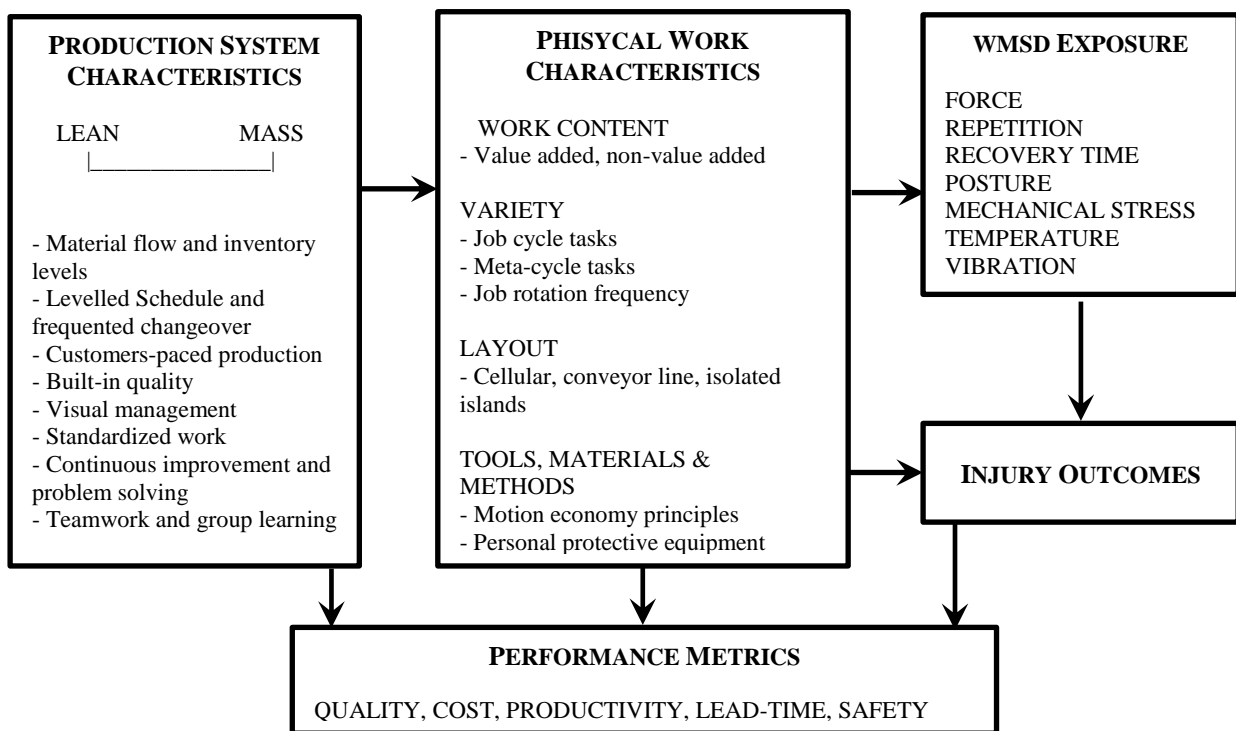 PRODUCTION SYSTEM
CHARACTERISTICS
LEAN MASS
|_______________|
- Material flow and inventory
levels
- Levelled Schedule and
frequented changeover
- Customers-paced production
- Built-in quality
- Visual management
- Standardized work
- Continuous improvement and
problem solving
- Teamwork and group learning
PHISYCAL WORK
CHARACTERISTICS
WORK CONTENT
- Value added, non-value added
VARIETY
- Job cycle tasks
- Meta-cycle tasks
- Job rotation frequency
LAYOUT
- Cellular, conveyor line, isolated
islands
TOOLS, MATERIALS &
METHODS
- Motion economy principles
- Personal protective equipment
WMSD EXPOSURE
FORCE
REPETITION
RECOVERY TIME
POSTURE
MECHANICAL STRESS
TEMPERATURE
VIBRATION
INJURY OUTCOMES
PERFORMANCE METRICS
QUALITY, COST, PRODUCTIVITY, LEAD-TIME, SAFETY